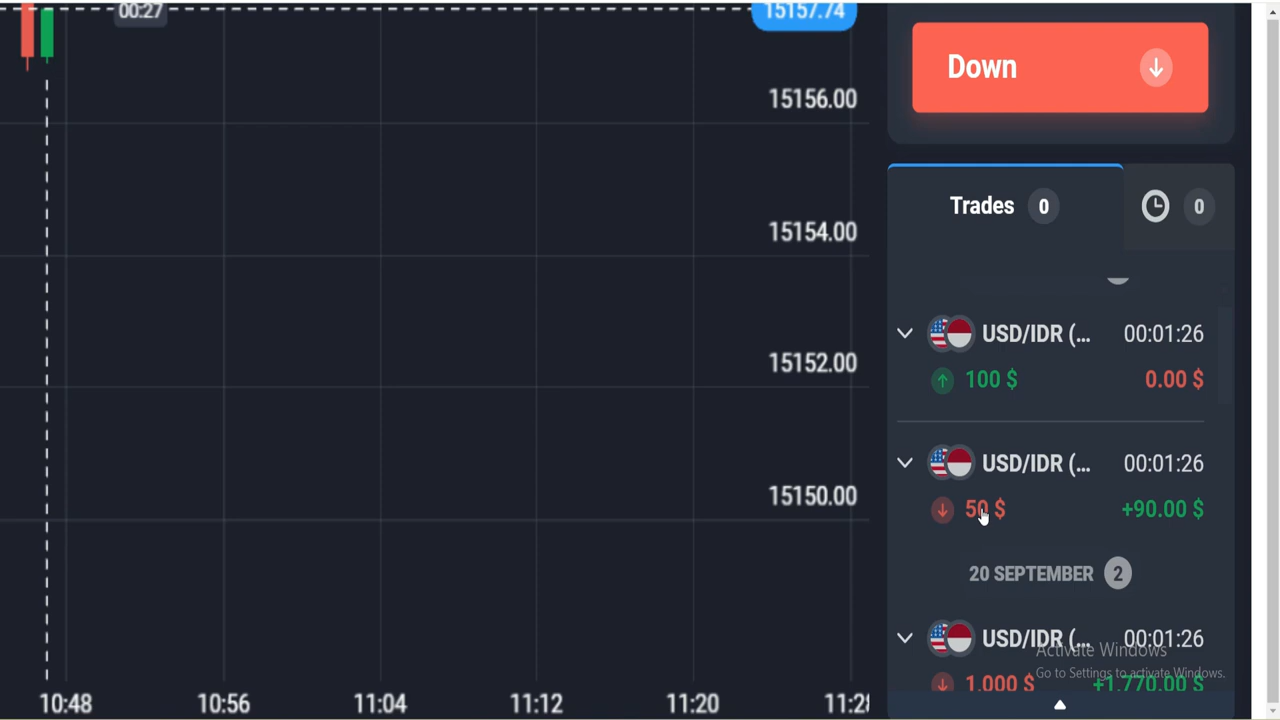 00:27
15157.74
15156.00
15154.00
15152.00
15150.00
10:48 10:56 11:04 11:12 11:20 11:28
Down
Trades 0 0
USD/IDR (... 00:01:26
100 $ 0.00 $
USD/IDR (... 00:01:26
50 $ +90.00 $
20 SEPTEMBER 2
USD/IDR (... 00:01:26
Activate Windows
Go to Settings to activate Windows.
1,000 $ +1,770.00 $